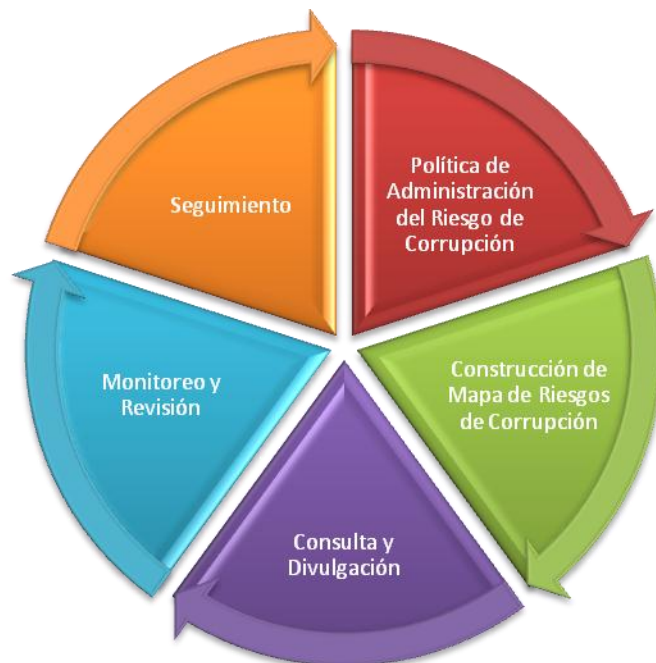 Política de
Administración
del Riesgo de
Corrupción
Construcción de
Mapa de Riesgos
de Corrupción
Consulta y
Divulgación
Monitoreo y
Revisión
Seguimiento